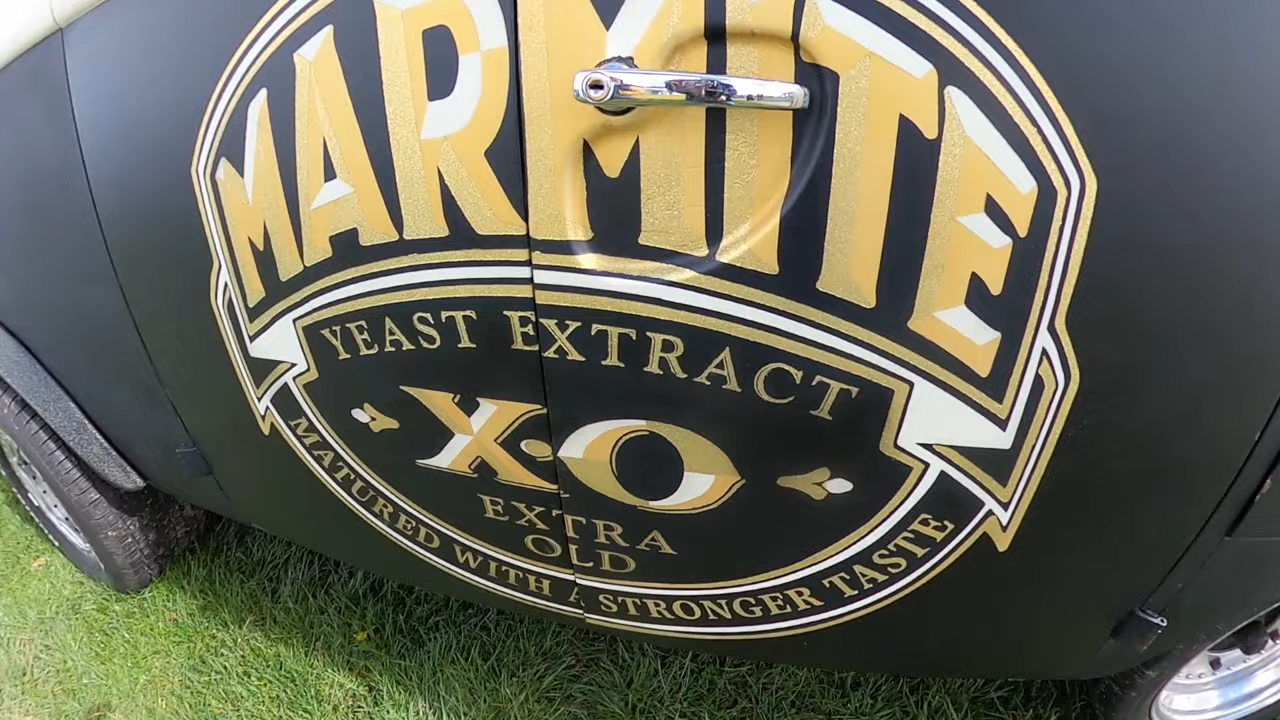 MARMITE
YEAST EXTRACT
X·O
EXTRA
OLD
MATURED WITH A STRONGER TASTE